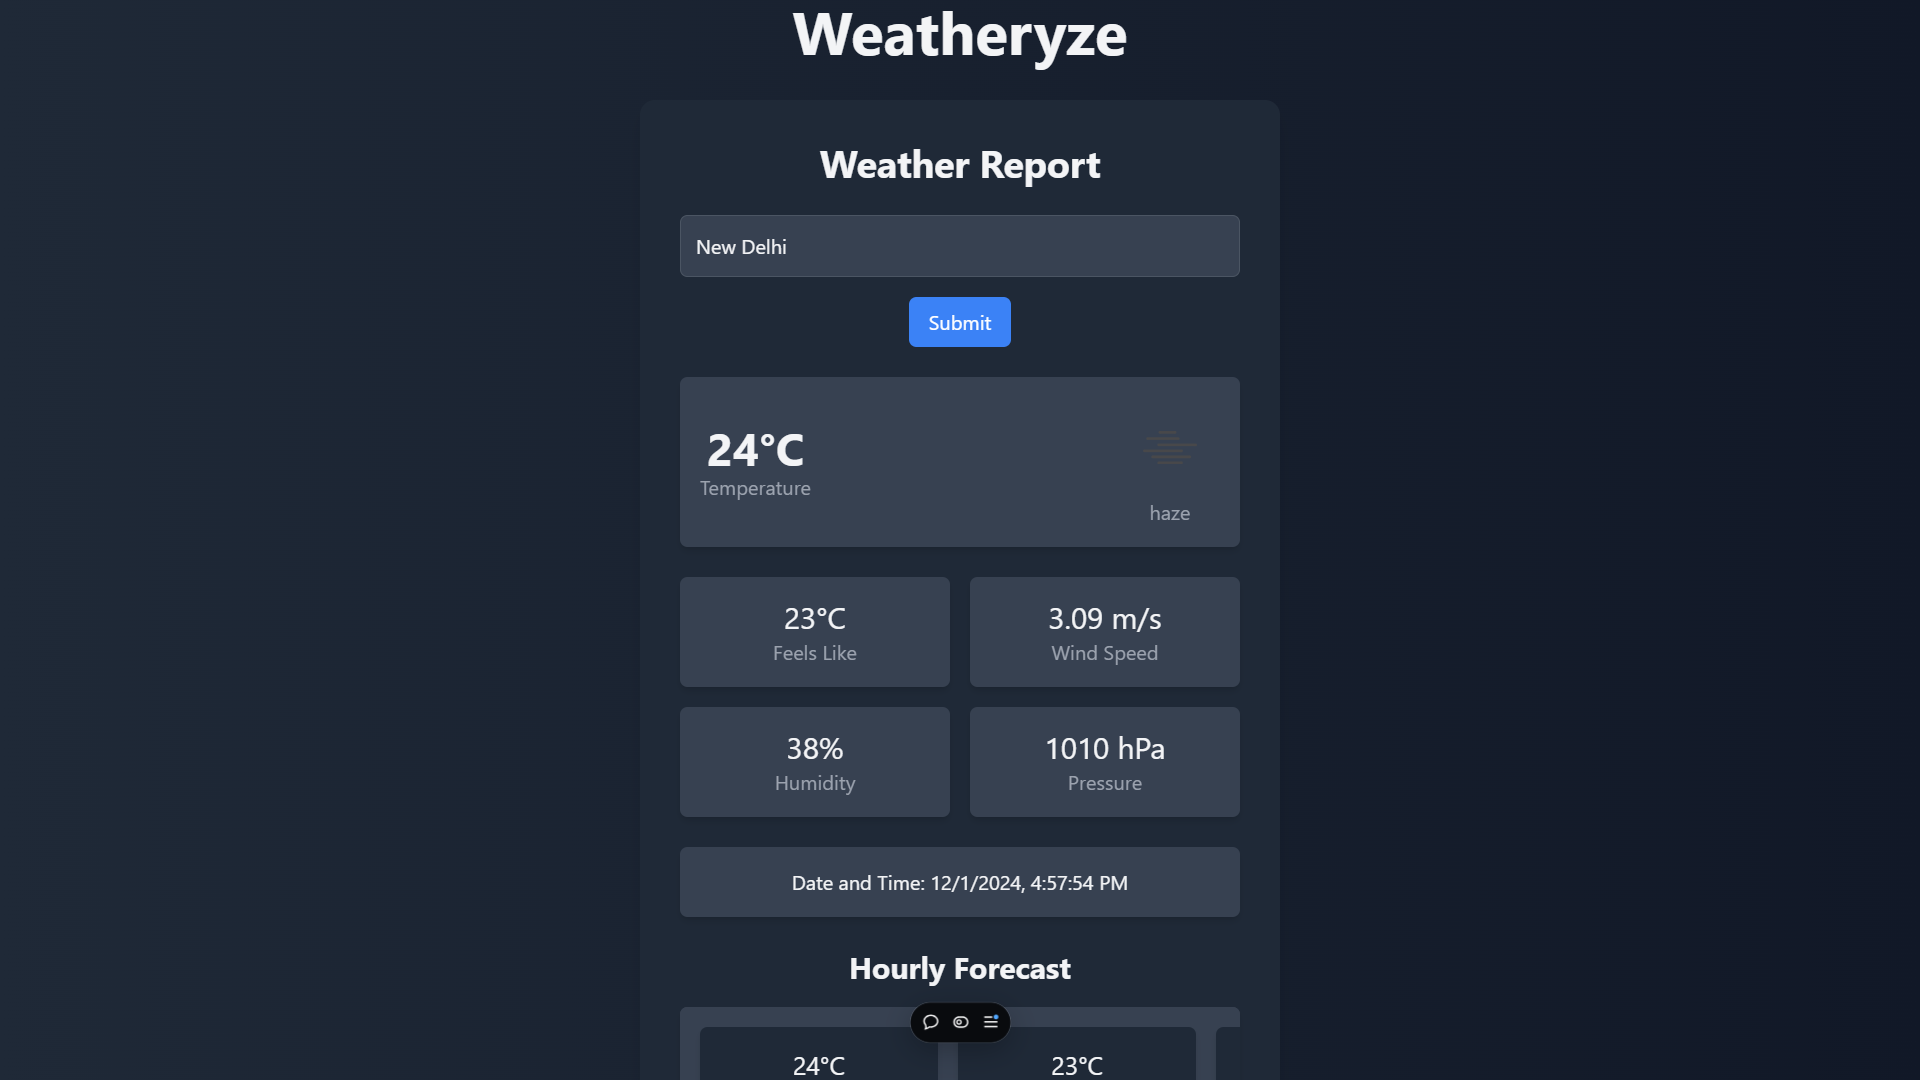 Weatheryze
Weather Report
New Delhi
Submit
24°C
Temperature
haze
23°C
Feels Like
3.09 m/s
Wind Speed
38%
Humidity
1010 hPa
Pressure
Date and Time: 12/1/2024, 4:57:54 PM
Hourly Forecast
24°C
23°C